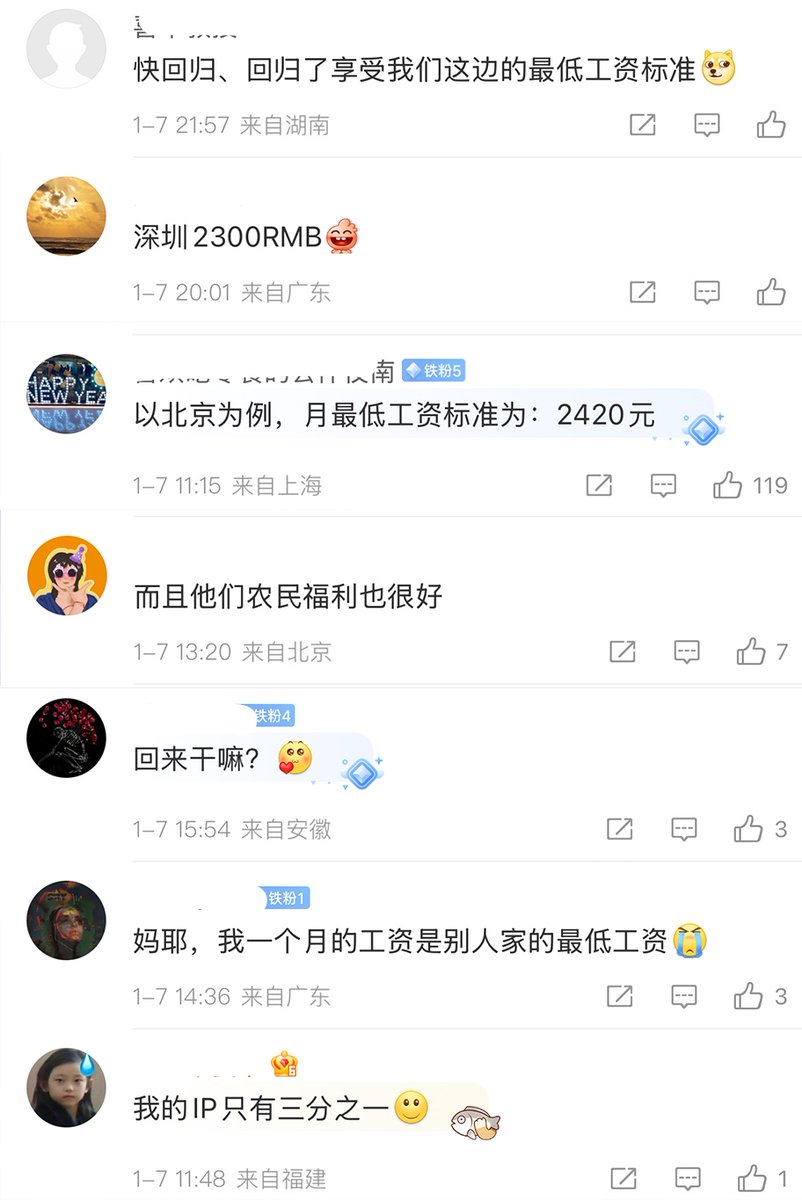 快回归、回归了享受我们这边的最低工资标准
1-7 21:57 来自湖南
深圳2300RMB
1-7 20:01 来自广东
南 铁粉5
以北京为例，月最低工资标准为：2420元
1-7 11:15 来自上海 119
而且他们农民福利也很好
1-7 13:20 来自北京 7
铁粉4
回来干嘛？
1-7 15:54 来自安徽 3
铁粉1
妈耶，我一个月的工资是别人家的最低工资
1-7 14:36 来自广东 3
我的IP只有三分之一
1-7 11:48 来自福建 1